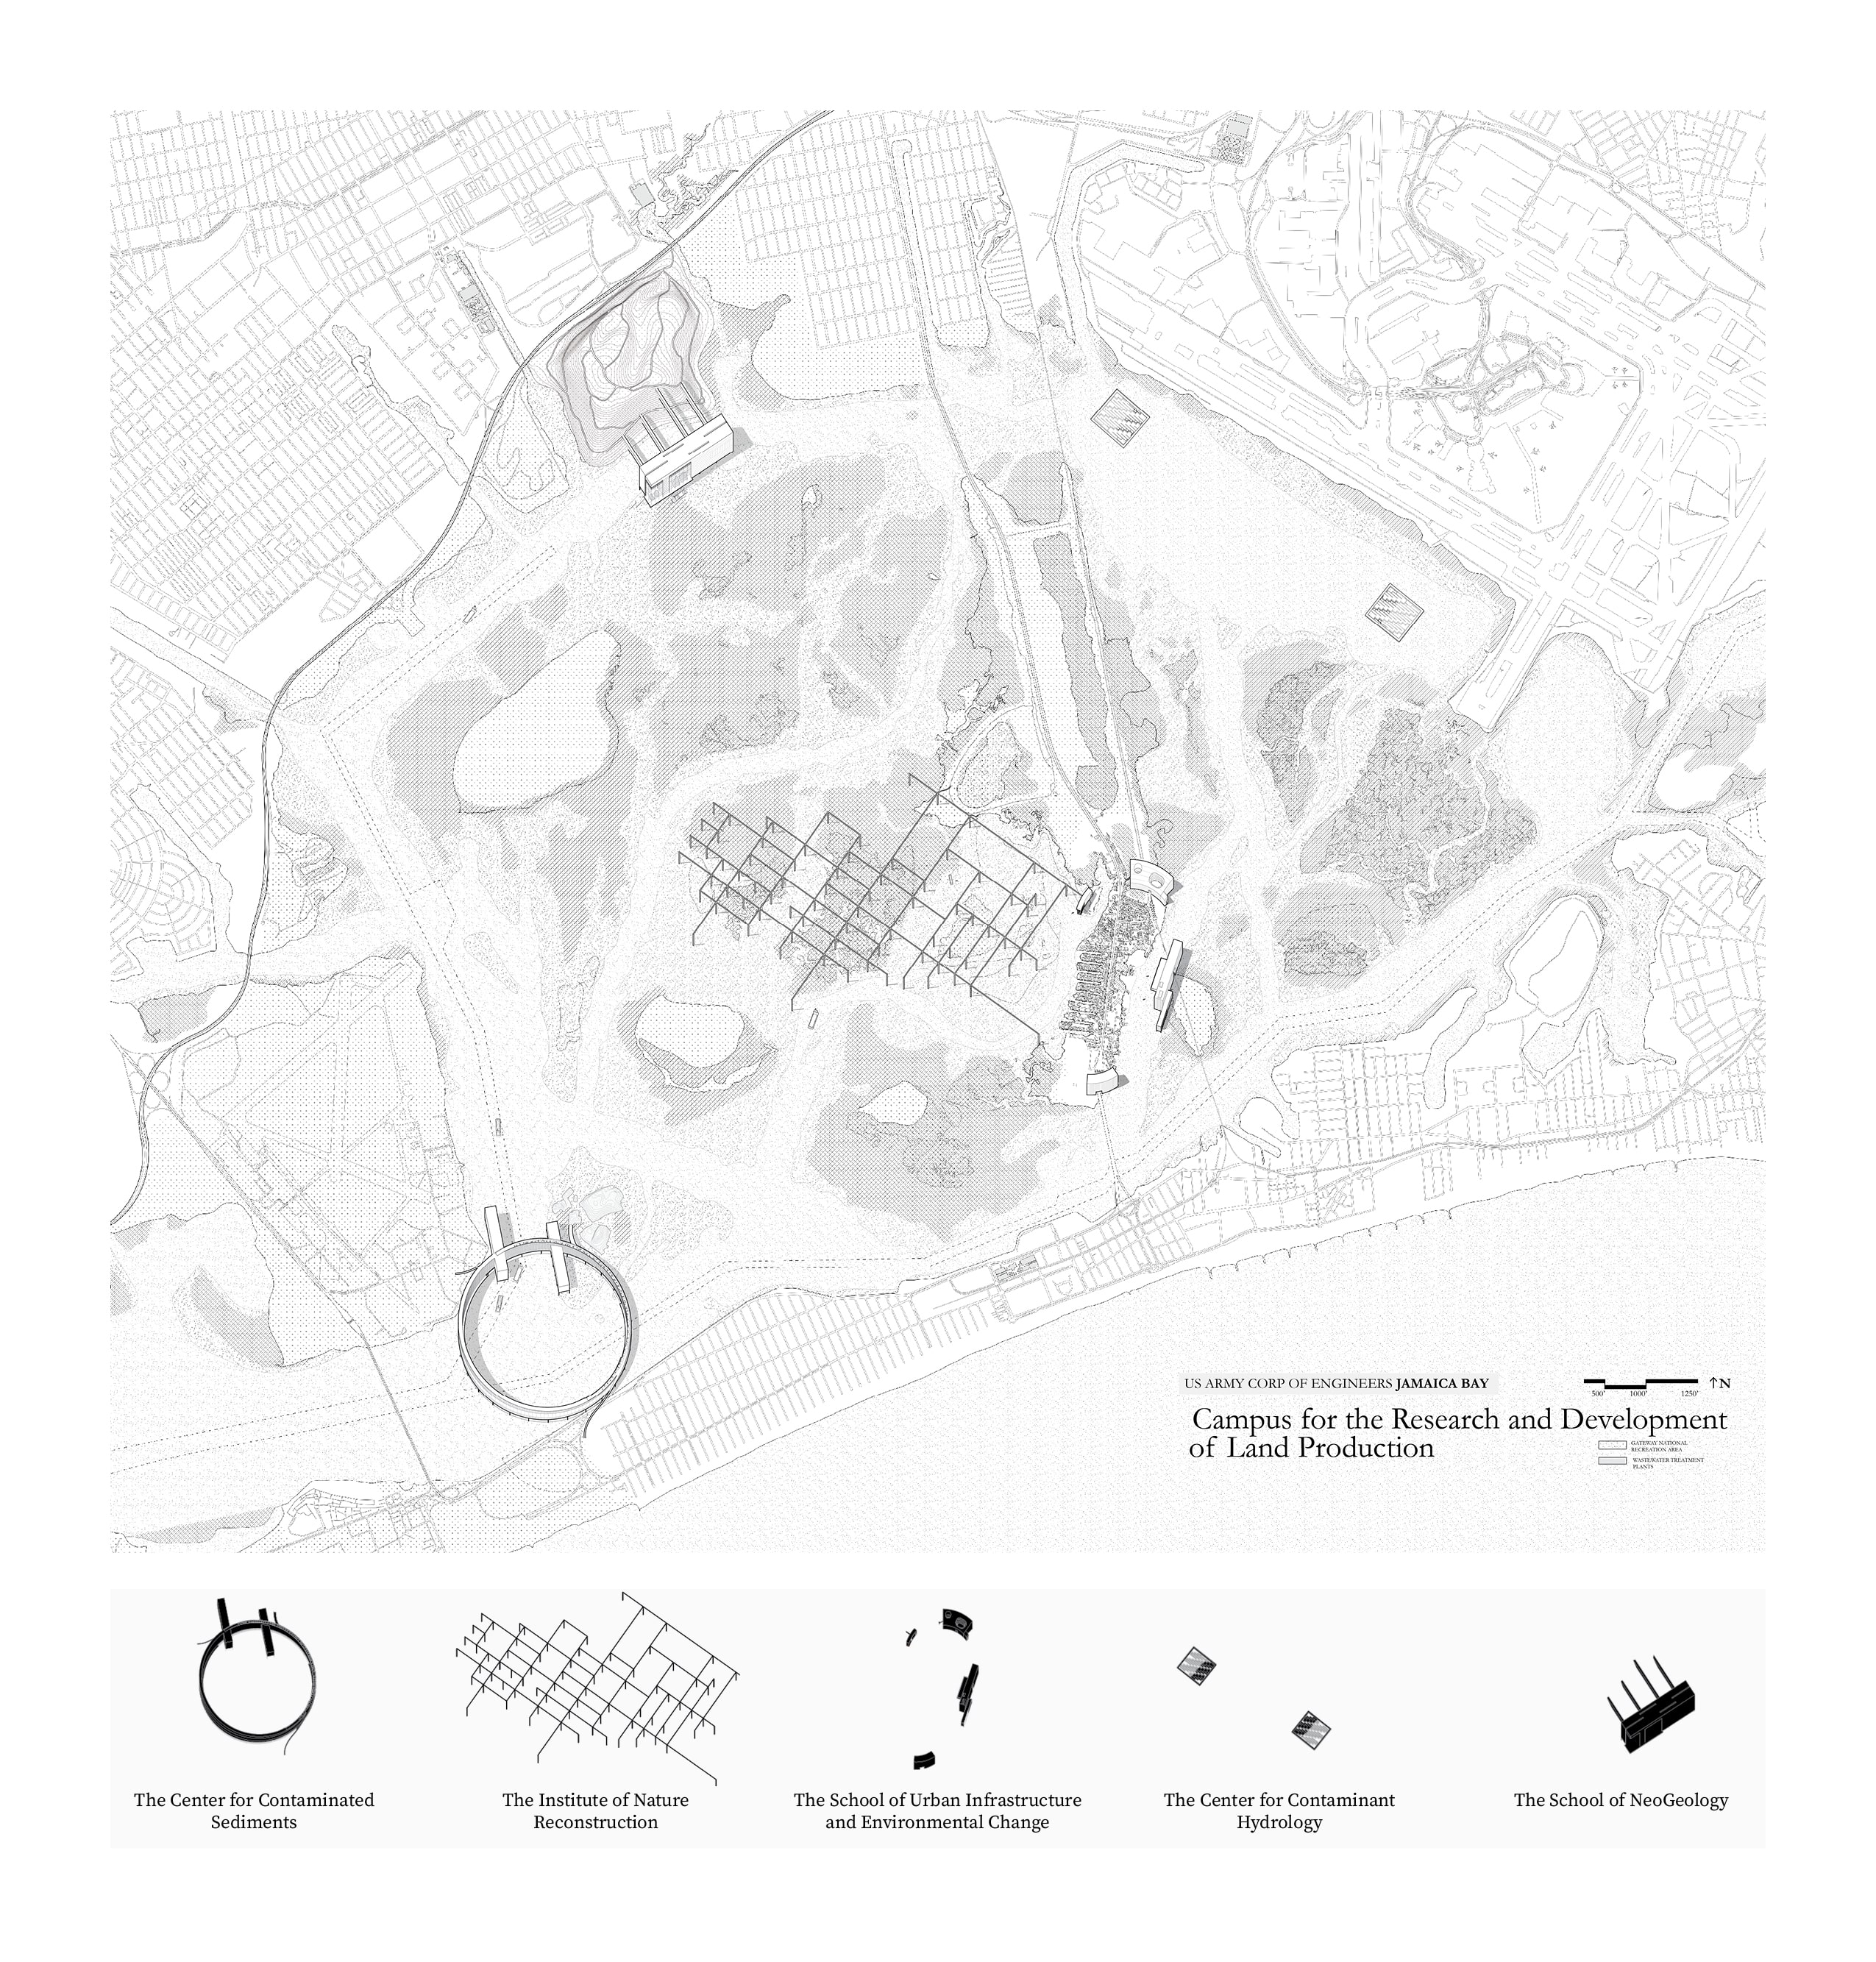 US ARMY CORP OF ENGINEERS JAMAICA BAY
500' 1000' 1250' ↑N
Campus for the Research and Development
of Land Production
GATEWAY NATIONAL
RECREATION AREA
WASTEWATER TREATMENT
PLANTS
The Center for Contaminated
Sediments
The Institute of Nature
Reconstruction
The School of Urban Infrastructure
and Environmental Change
The Center for Contaminant
Hydrology
The School of NeoGeology